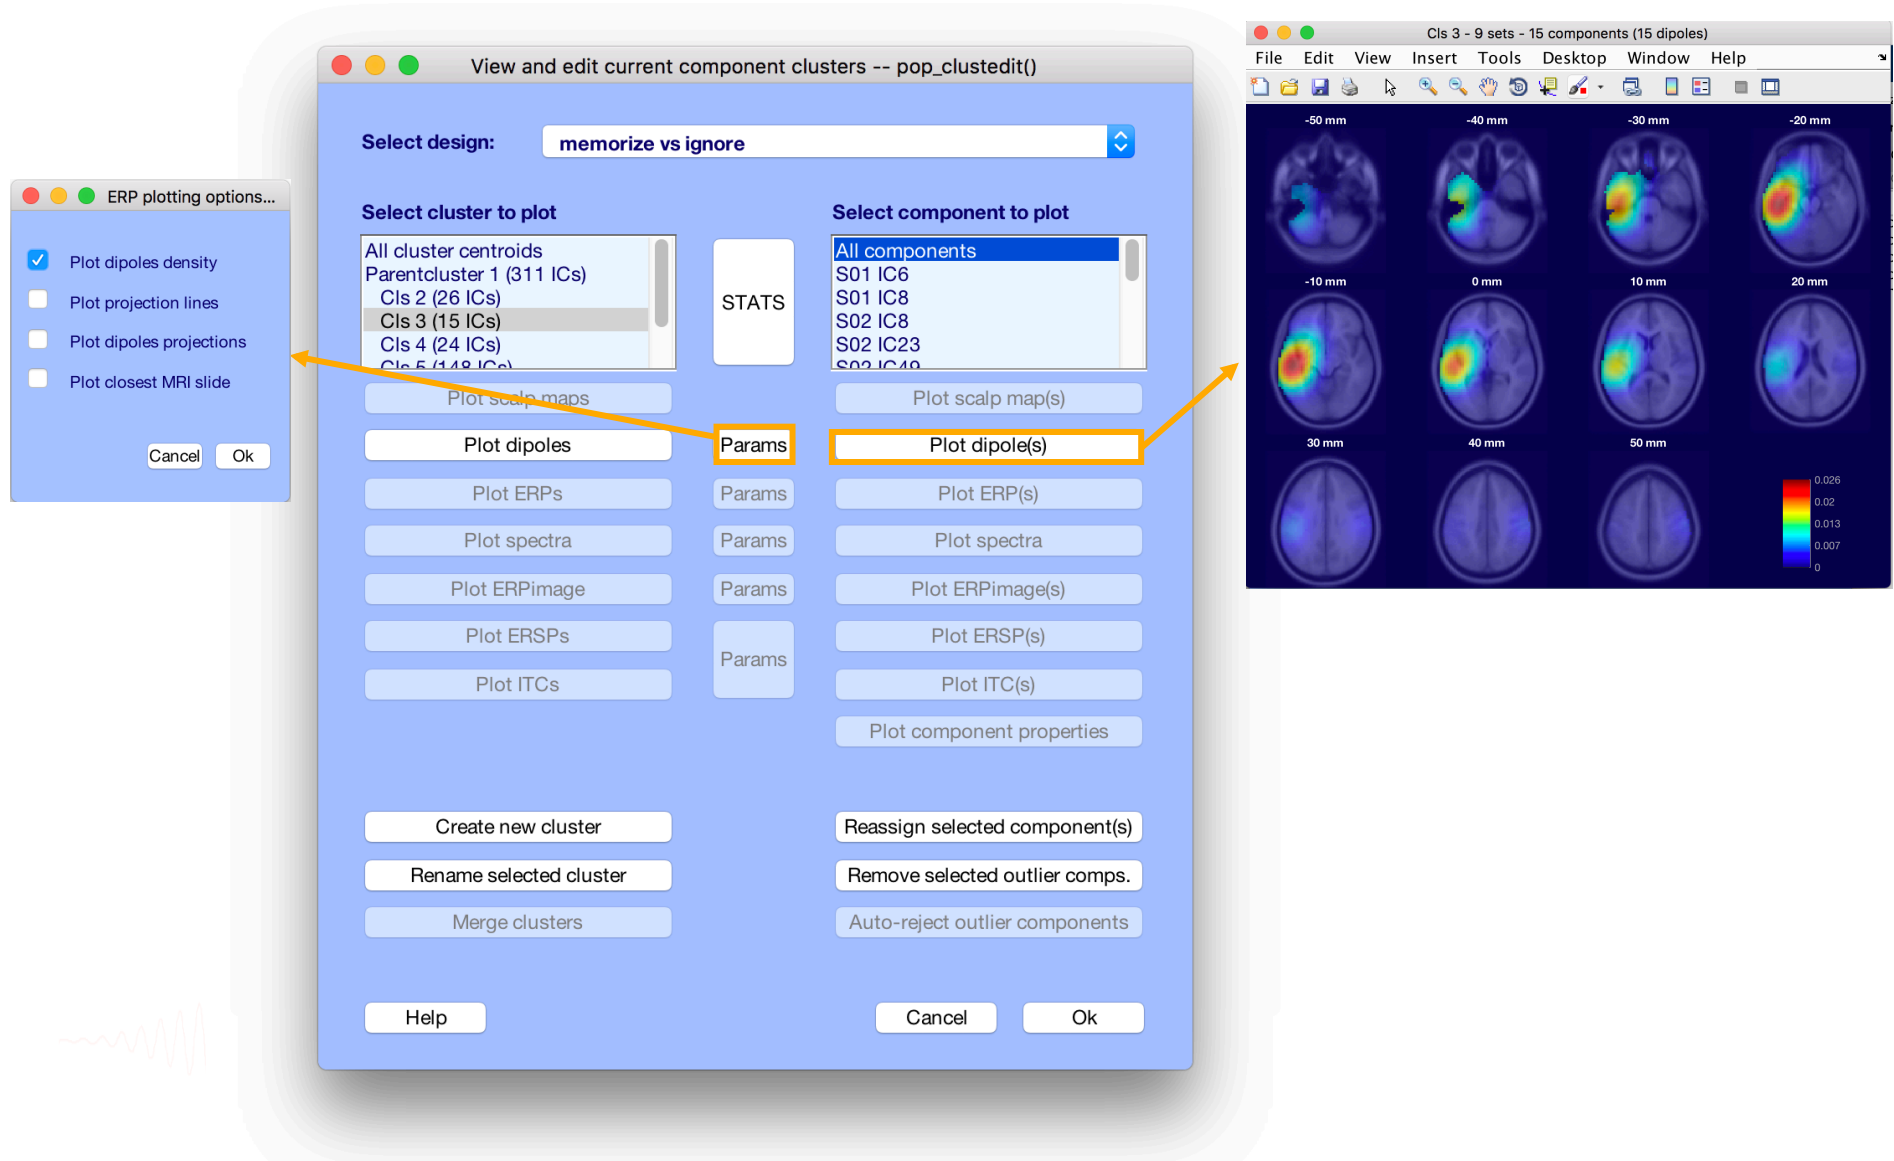 ERP plotting options...
Plot dipoles density
Plot projection lines
Plot dipoles projections
Plot closest MRI slide
Cancel
Ok
View and edit current component clusters -- pop_clustedit()
Select design:
memorize vs ignore
Select cluster to plot
Select component to plot
All cluster centroids
Parentcluster 1 (311 ICs)
Cls 2 (26 ICs)
Cls 3 (15 ICs)
Cls 4 (24 ICs)
Cls 5 (148 ICs)
STATS
All components
S01 IC6
S01 IC8
S02 IC8
S02 IC23
S02 IC49
Plot scalp maps
Plot scalp map(s)
Plot dipoles
Params
Plot dipole(s)
Plot ERPs
Params
Plot ERP(s)
Plot spectra
Params
Plot spectra
Plot ERPimage
Params
Plot ERPimage(s)
Plot ERSPs
Params
Plot ERSP(s)
Plot ITCs
Plot ITC(s)
Plot component properties
Create new cluster
Reassign selected component(s)
Rename selected cluster
Remove selected outlier comps.
Merge clusters
Auto-reject outlier components
Help
Cancel
Ok
Cls 3 - 9 sets - 15 components (15 dipoles)
File Edit View Insert Tools Desktop Window Help
-50 mm
-40 mm
-30 mm
-20 mm
-10 mm
0 mm
10 mm
20 mm
30 mm
40 mm
50 mm
0.026
0.02
0.013
0.007
0